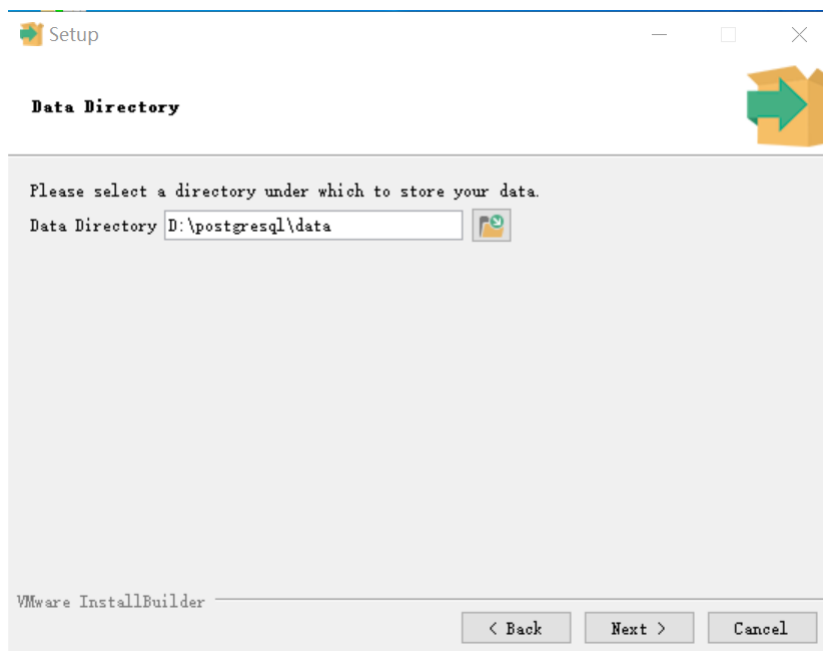 Setup
Data Directory
Please select a directory under which to store your data.
Data Directory D:\postgresql\data
VMware InstallBuilder
< Back Next > Cancel